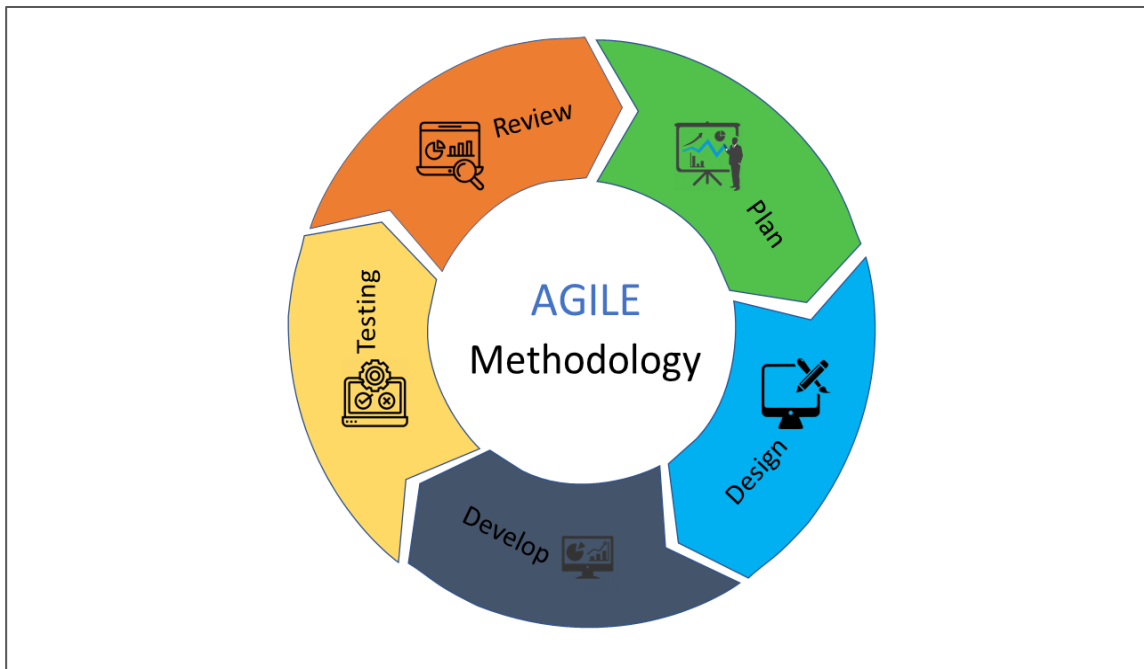 AGILE
Methodology
Plan
Design
Develop
Testing
Review